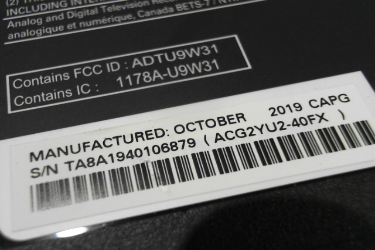 INCLUDING INTER
Analog and Digital Television
analogique et numérique, Canada BETS-7 /
Contains FCC ID : ADTU9W31
Contains IC : 1178A-U9W31
MANUFACTURED: OCTOBER 2019 CAPG
S/N TA8A1940106879 ( ACG2YU2-40FX )